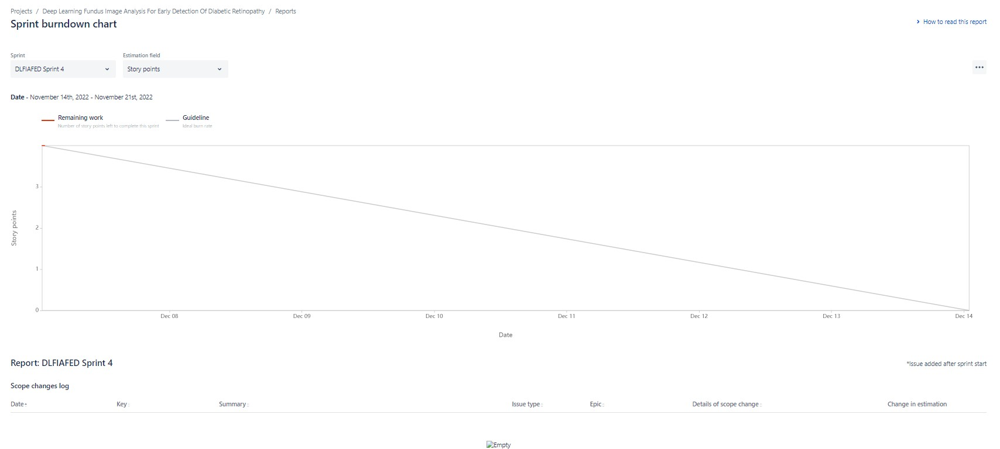 Projects / Deep Learning Fundus Image Analysis For Early Detection Of Diabetic Retinopathy / Reports
Sprint burndown chart
How to read this report
Sprint
Estimation field
DLFIAFED Sprint 4
Story points
Date - November 14th, 2022 - November 21st, 2022
Remaining work
Number of story points left to complete this sprint
Guideline
Ideal burn rate
3
2
1
0
Story points
Dec 08
Dec 09
Dec 10
Dec 11
Dec 12
Dec 13
Dec 14
Date
Report: DLFIAFED Sprint 4
*Issue added after sprint start
Scope changes log
Date Key Summary Issue type Epic Details of scope change Change in estimation
Empty